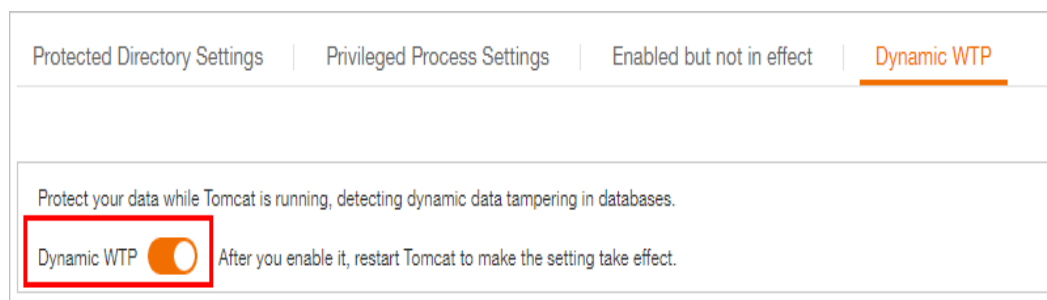 Protected Directory Settings Privileged Process Settings Enabled but not in effect Dynamic WTP
Protect your data while Tomcat is running, detecting dynamic data tampering in databases.
Dynamic WTP After you enable it, restart Tomcat to make the setting take effect.